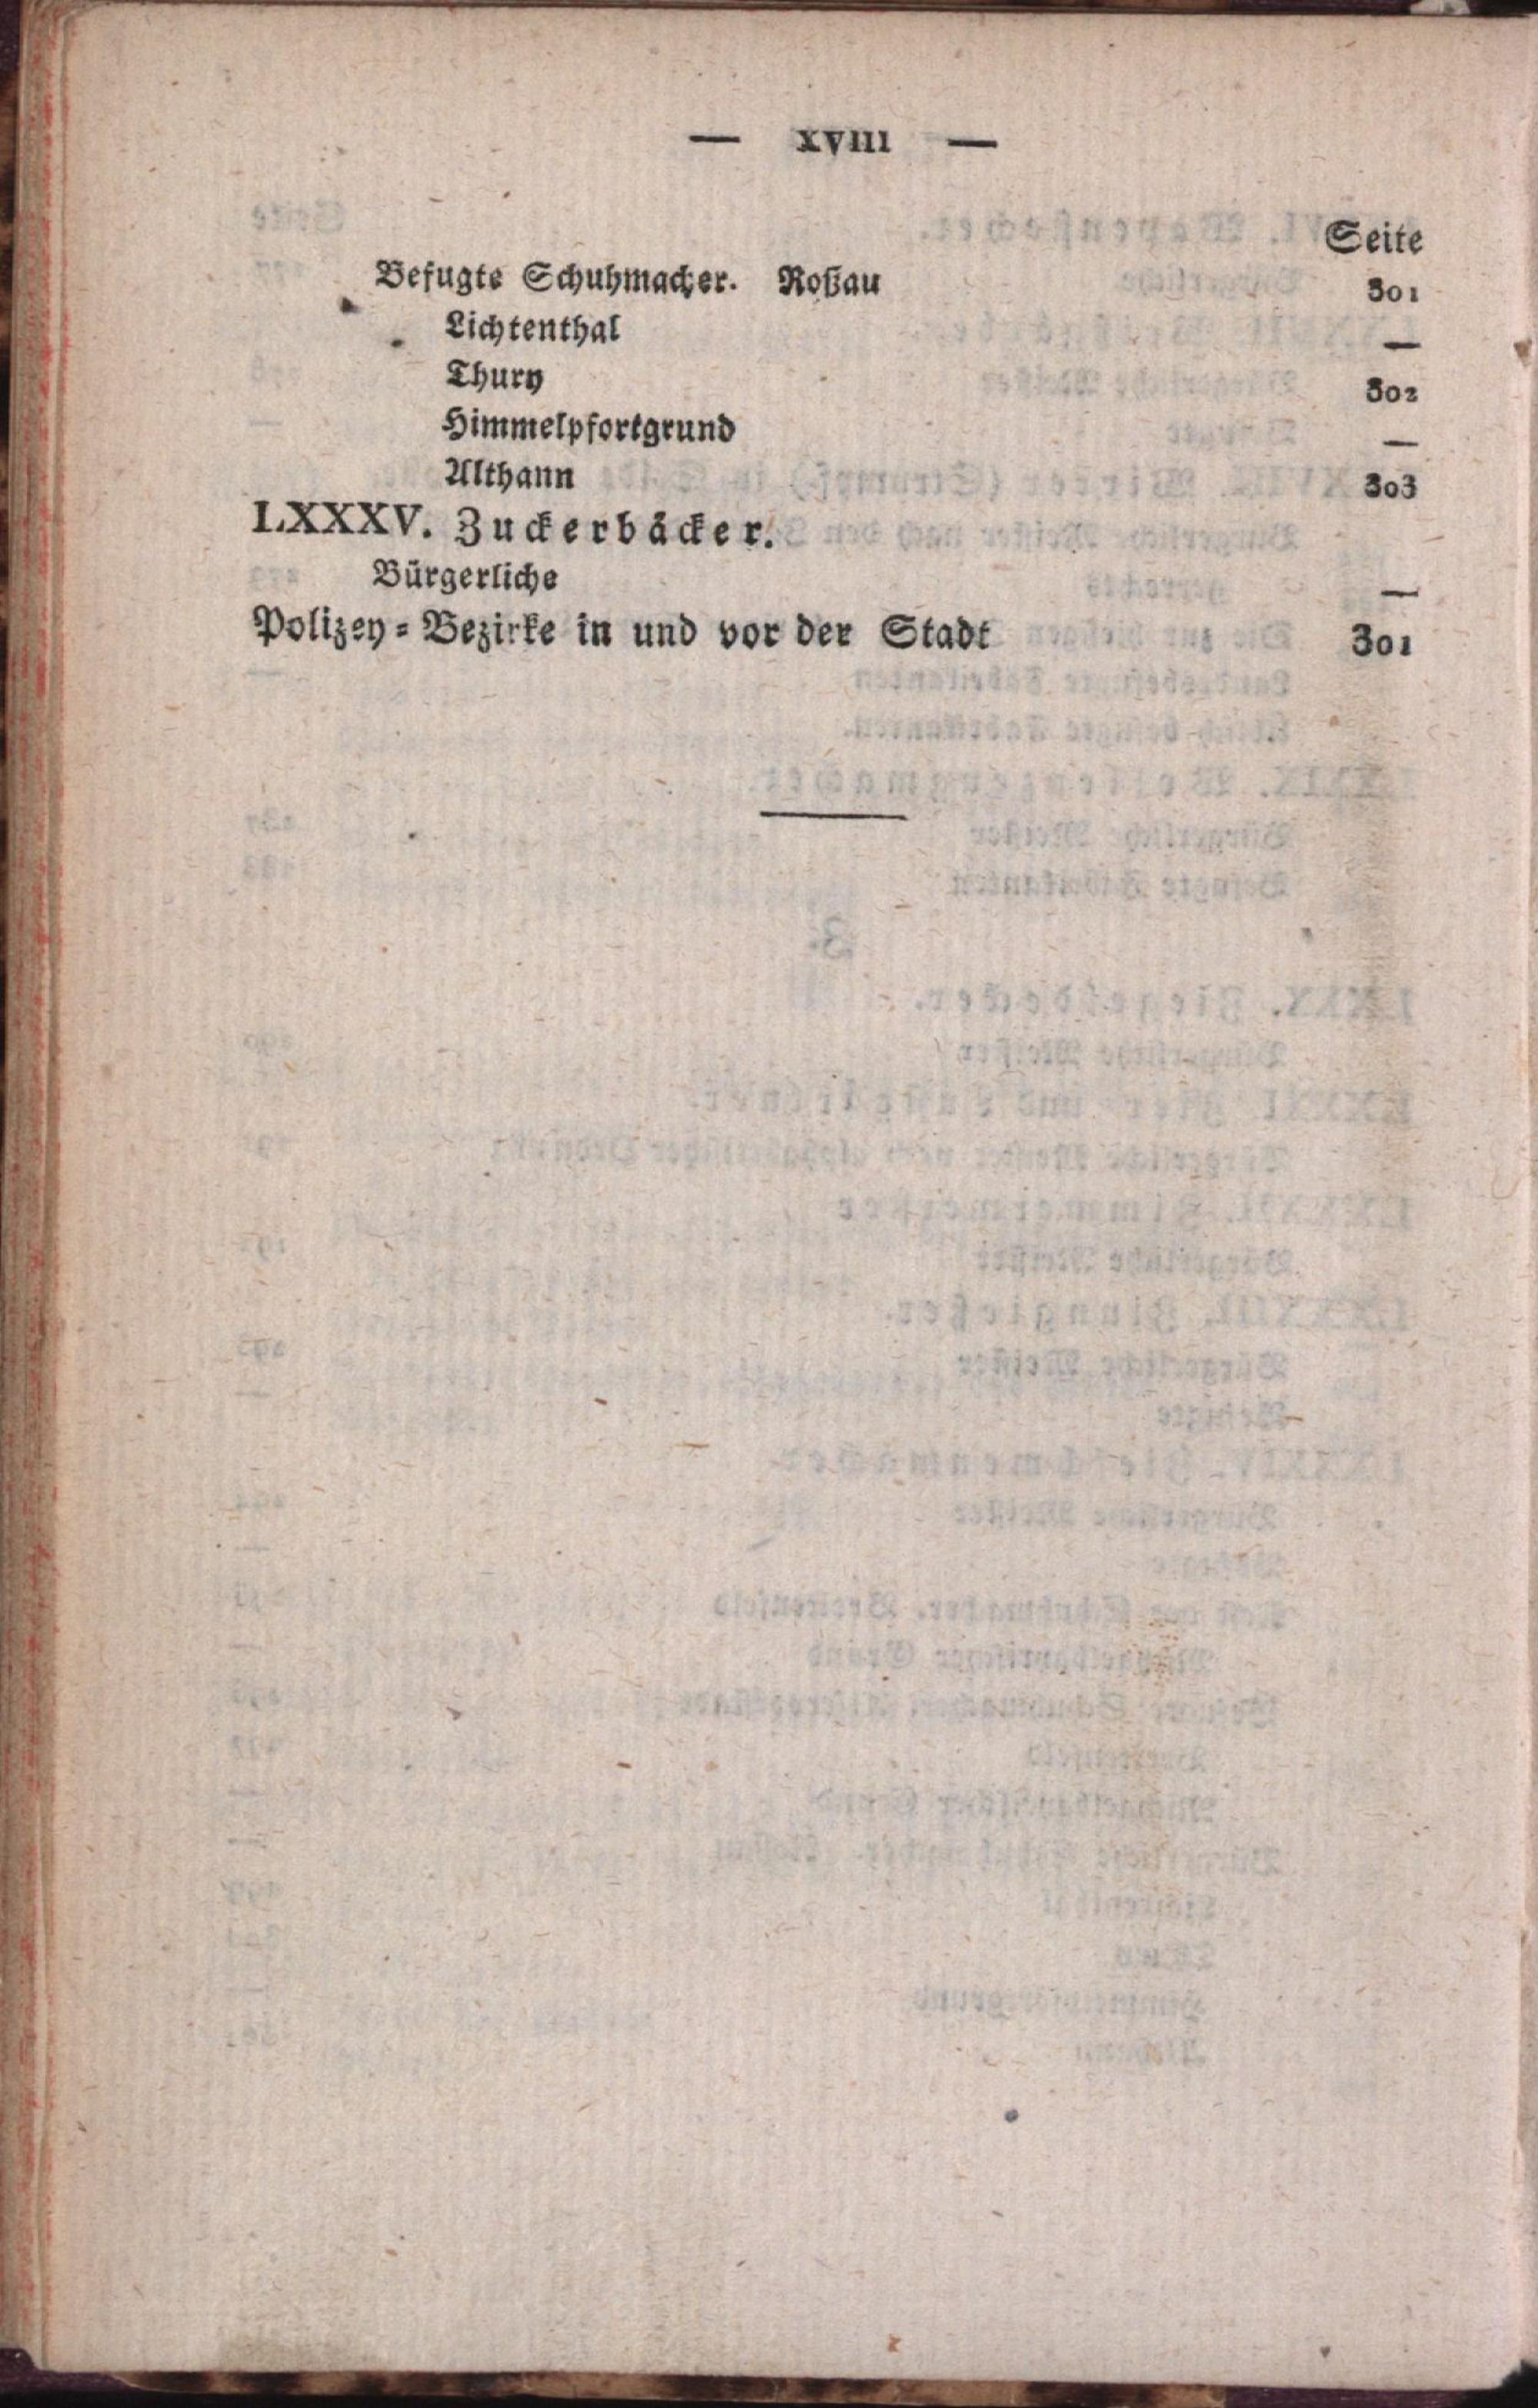 — XVIII —
Seite
Befugte Schuhmacher. Roßau 301
Lichtenthal —
Thury 302
Himmelpfortgrund —
Althann 303
LXXXV. Zuckerbäcker.
Bürgerliche —
Polizey-Bezirke in und vor der Stadt 301